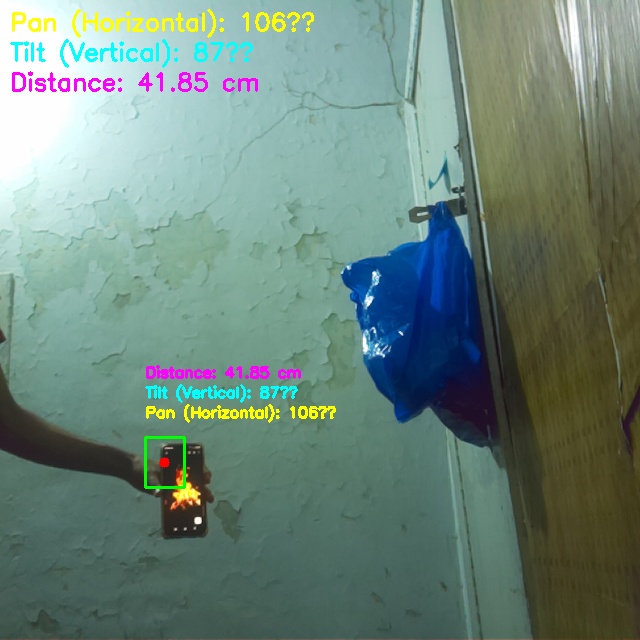 Pan (Horizontal): 106??
Tilt (Vertical): 87??
Distance: 41.85 cm
Distance: 41.85 cm
Tilt (Vertical): 87??
Pan (Horizontal): 106??